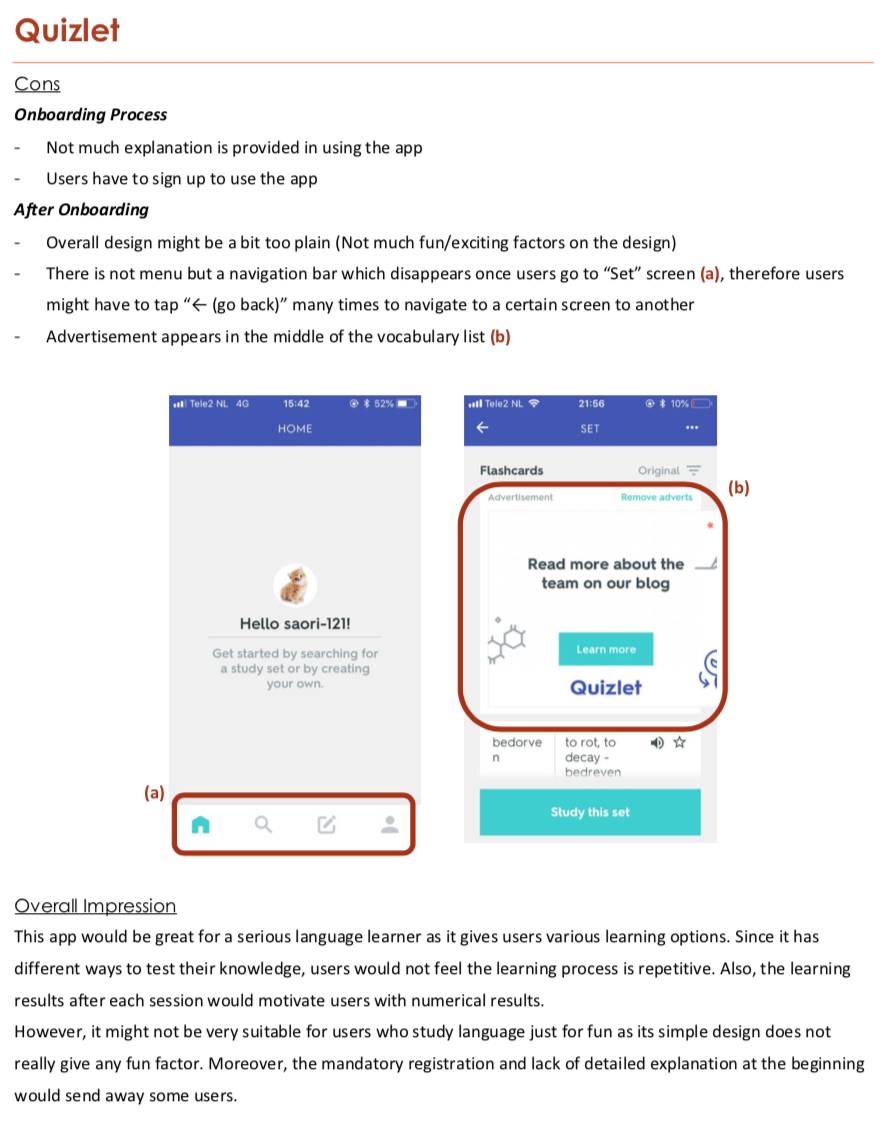 Quizlet
Cons
Onboarding Process
- Not much explanation is provided in using the app
- Users have to sign up to use the app
After Onboarding
- Overall design might be a bit too plain (Not much fun/exciting factors on the design)
- There is not menu but a navigation bar which disappears once users go to “Set” screen (a), therefore users
might have to tap “← (go back)” many times to navigate to a certain screen to another
- Advertisement appears in the middle of the vocabulary list (b)
Tele2 NL 4G 15:42 52%
HOME
Hello saori-121!
Get started by searching for
a study set or by creating
your own.
(a)
Tele2 NL 21:56 10%
← SET ...
Flashcards Original
(b)
Advertisement Remove adverts
Read more about the
team on our blog
Learn more
Quizlet
bedorve to rot, to
n decay -
bedreven
Study this set
Overall Impression
This app would be great for a serious language learner as it gives users various learning options. Since it has
different ways to test their knowledge, users would not feel the learning process is repetitive. Also, the learning
results after each session would motivate users with numerical results.
However, it might not be very suitable for users who study language just for fun as its simple design does not
really give any fun factor. Moreover, the mandatory registration and lack of detailed explanation at the beginning
would send away some users.